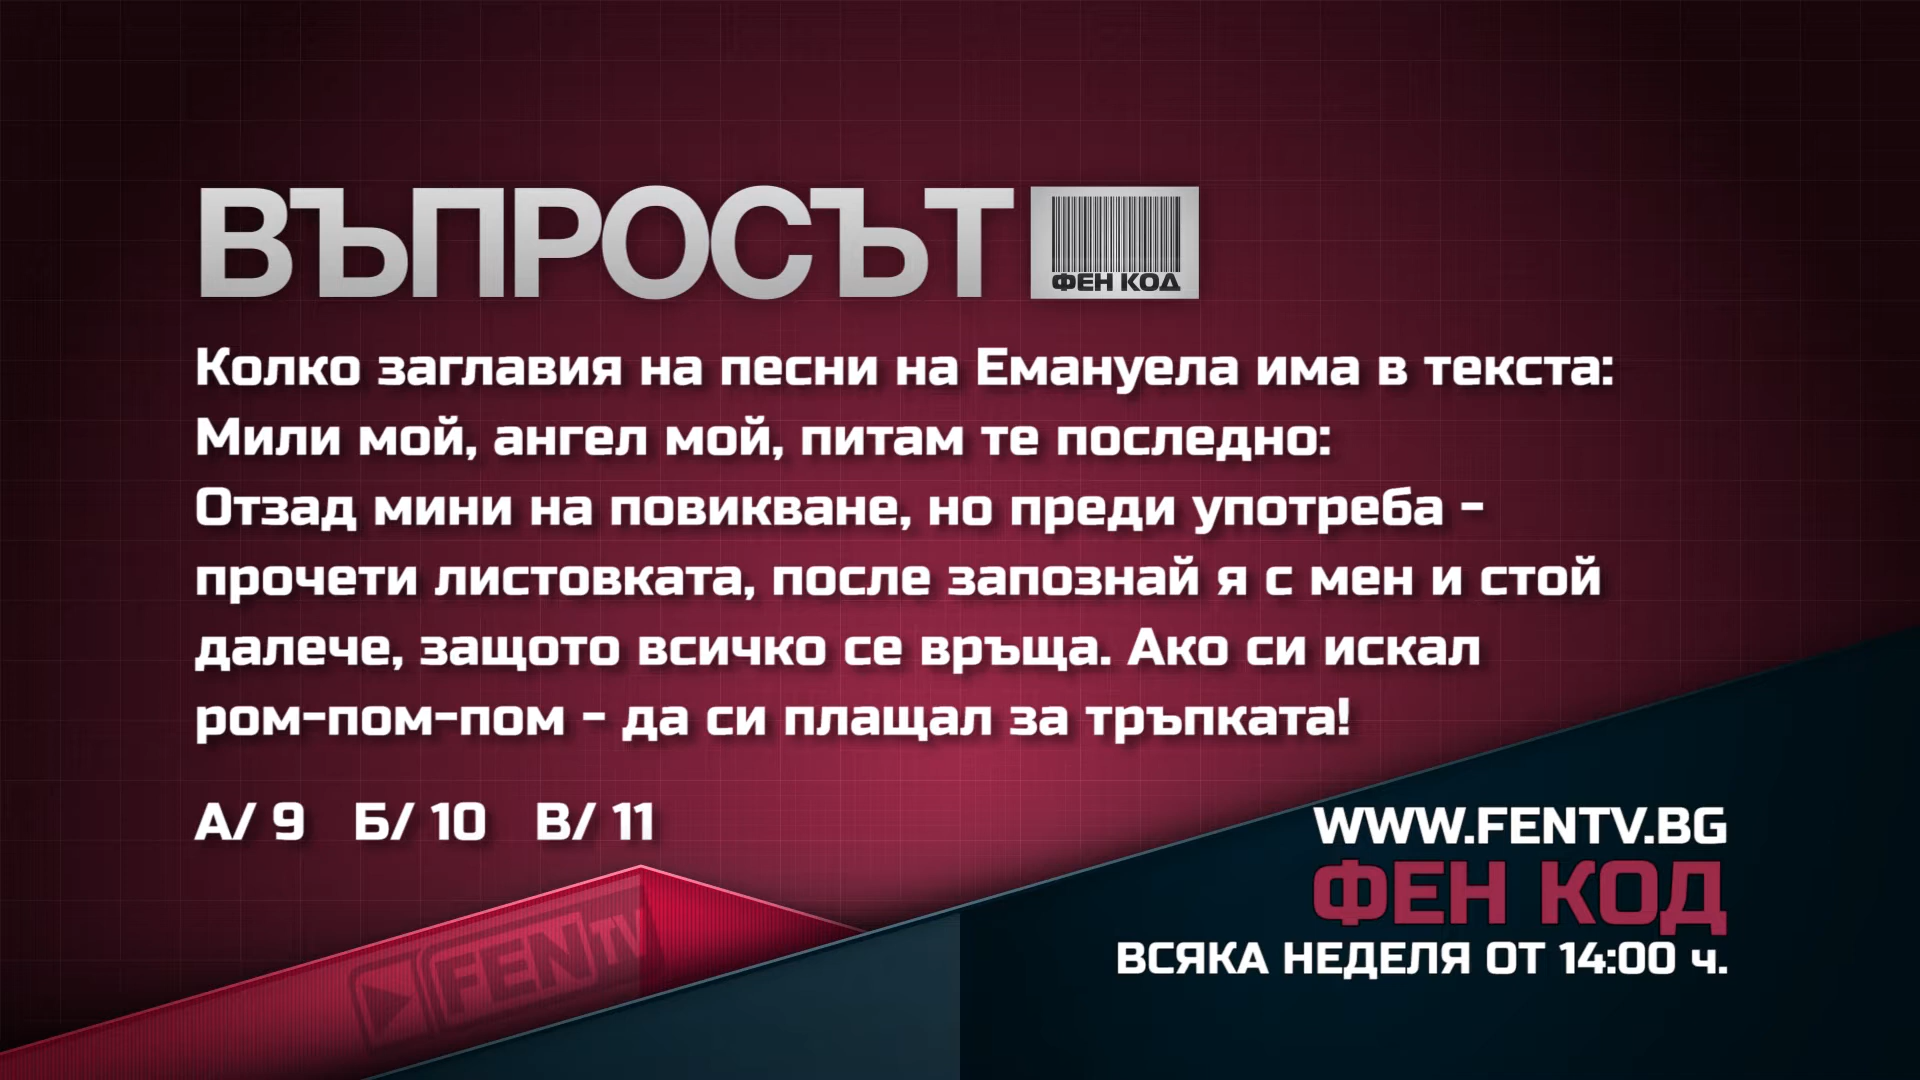 ВЪПРОСЪТ
ФЕН КОД
Колко заглавия на песни на Емануела има в текста:
Мили мой, ангел мой, питам те последно:
Отзад мини на повикване, но преди употреба -
прочети листовката, после запознай я с мен и стой
далече, защото всичко се връща. Ако си искал
ром-пом-пом - да си плащал за тръпката!
А/ 9 Б/ 10 В/ 11
WWW.FENTV.BG
ФЕН КОД
ВСЯКА НЕДЕЛЯ ОТ 14:00 ч.
FEN TV